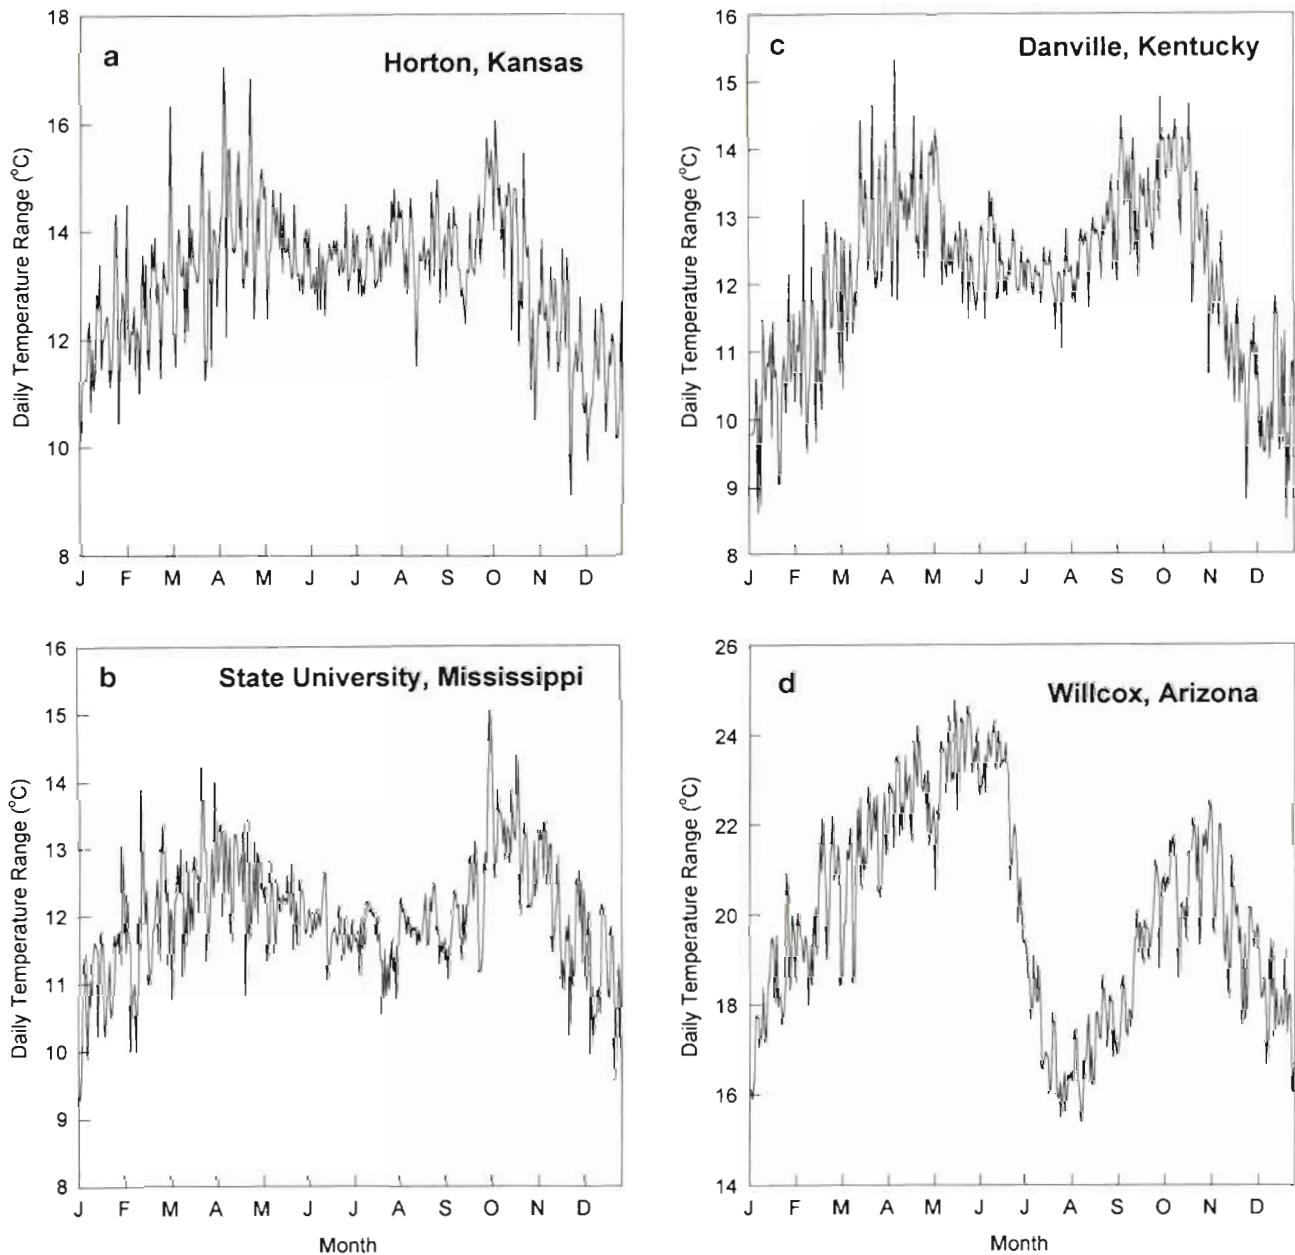 a
Horton, Kansas
Daily Temperature Range (°C)
18
16
14
12
10
8
J F M A M J J A S O N D
c
Danville, Kentucky
Daily Temperature Range (°C)
16
15
14
13
12
11
10
9
8
J F M A M J J A S O N D
b
State University, Mississippi
Daily Temperature Range (°C)
16
15
14
13
12
11
10
9
8
J F M A M J J A S O N D
Month
d
Willcox, Arizona
Daily Temperature Range (°C)
26
24
22
20
18
16
14
J F M A M J J A S O N D
Month